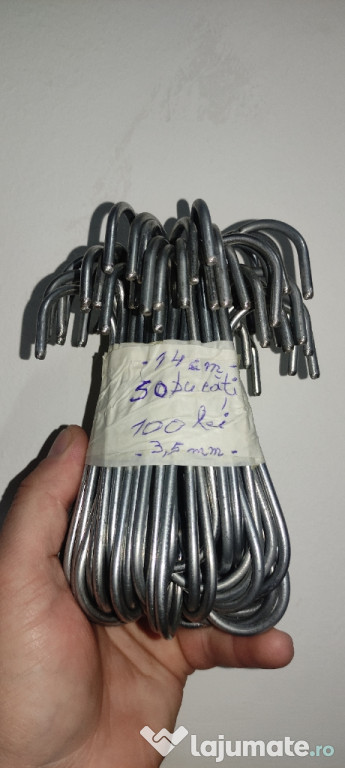 -14 cm-
50 bucăți
100 lei
-3,5 mm-
lajumate.ro